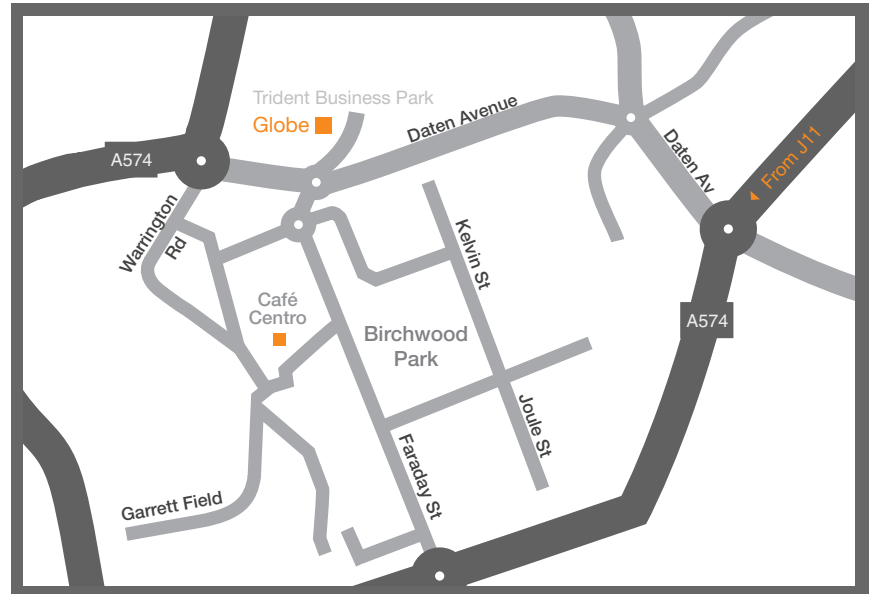 Trident Business Park
Globe
Daten Avenue
A574
Daten Av
From J11
Warrington
Rd
Kelvin St
Café
Centro
Birchwood
Park
A574
Joule St
Faraday St
Garrett Field